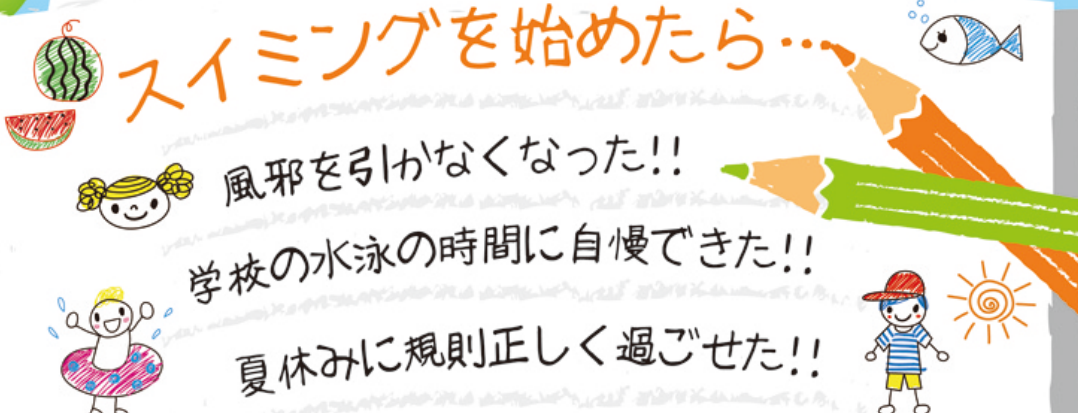 スイミングを始めたら…
風邪を引かなくなった!!
学校の水泳の時間に自慢できた!!
夏休みに規則正しく過ごせた!!